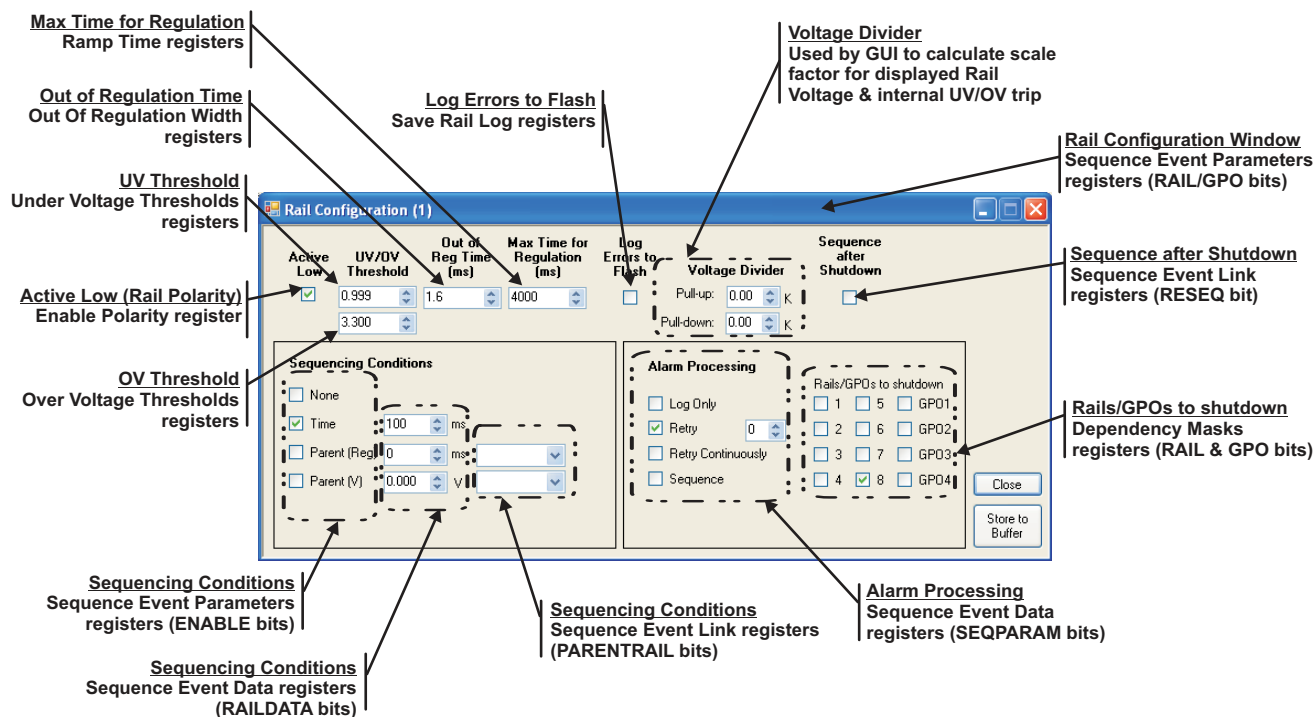 Max Time for Regulation
Ramp Time registers
Out of Regulation Time
Out Of Regulation Width
registers
UV Threshold
Under Voltage Thresholds
registers
Active Low (Rail Polarity)
Enable Polarity register
OV Threshold
Over Voltage Thresholds
registers
Log Errors to Flash
Save Rail Log registers
Voltage Divider
Used by GUI to calculate scale
factor for displayed Rail
Voltage & internal UV/OV trip
Rail Configuration Window
Sequence Event Parameters
registers (RAIL/GPO bits)
Sequence after Shutdown
Sequence Event Link
registers (RESEQ bit)
Rails/GPOs to shutdown
Dependency Masks
registers (RAIL & GPO bits)
Rail Configuration (1)
Active
Low
UV/OV
Threshold
Out of
Reg Time
(ms)
Max Time for
Regulation
(ms)
Log
Errors to
Flash
Voltage Divider
Sequence
after
Shutdown
0.999
1.6
4000
Pull-up: 0.00 K
3.300
Pull-down: 0.00 K
Sequencing Conditions
None
Time 100 ms
Parent (Reg) 0 ms
Parent (V) 0.000 V
Alarm Processing
Log Only
Retry 0
Retry Continuously
Sequence
Rails/GPOs to shutdown
1 5 GPO1
2 6 GPO2
3 7 GPO3
4 8 GPO4
Close
Store to
Buffer
Sequencing Conditions
Sequence Event Parameters
registers (ENABLE bits)
Sequencing Conditions
Sequence Event Data registers
(RAILDATA bits)
Sequencing Conditions
Sequence Event Link registers
(PARENTRAIL bits)
Alarm Processing
Sequence Event Data
registers (SEQPARAM bits)